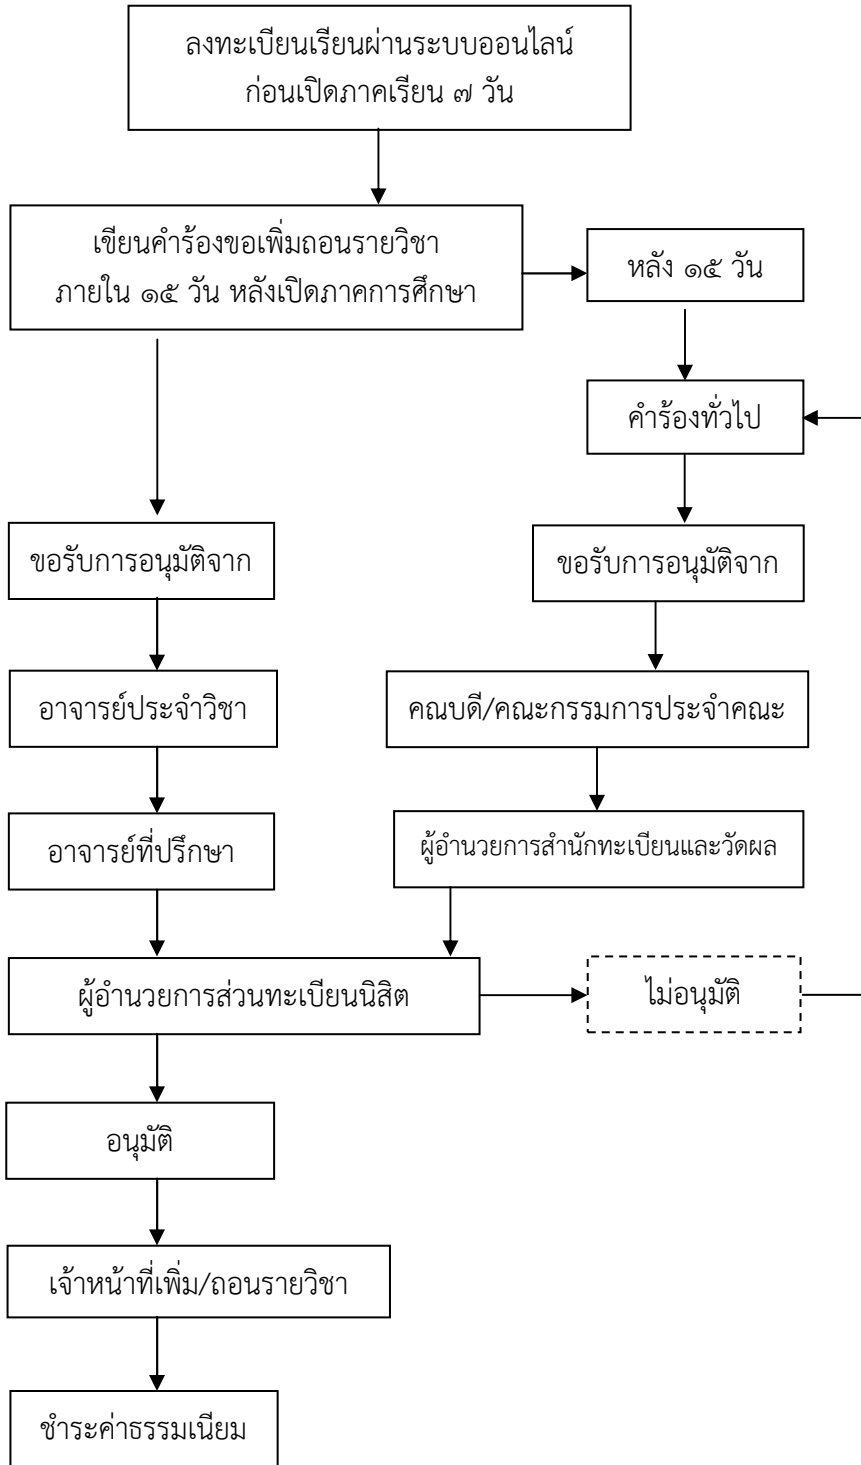 ลงทะเบียนเรียนผ่านระบบออนไลน์
ก่อนเปิดภาคเรียน ๗ วัน
เขียนคำร้องขอเพิ่มถอนรายวิชา
ภายใน ๑๕ วัน หลังเปิดภาคการศึกษา
หลัง ๑๕ วัน
คำร้องทั่วไป
ขอรับการอนุมัติจาก
ขอรับการอนุมัติจาก
อาจารย์ประจำวิชา
คณบดี/คณะกรรมการประจำคณะ
อาจารย์ที่ปรึกษา
ผู้อำนวยการสำนักทะเบียนและวัดผล
ผู้อำนวยการส่วนทะเบียนนิสิต
ไม่อนุมัติ
อนุมัติ
เจ้าหน้าที่เพิ่ม/ถอนรายวิชา
ชำระค่าธรรมเนียม